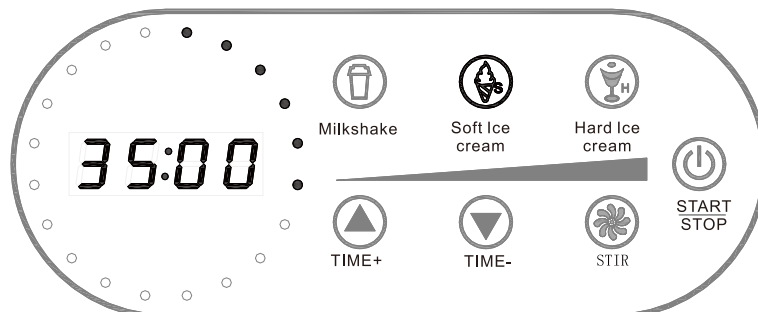 35:00
S
H
Milkshake
Soft Ice
cream
Hard Ice
cream
START
STOP
TIME+
TIME-
STIR